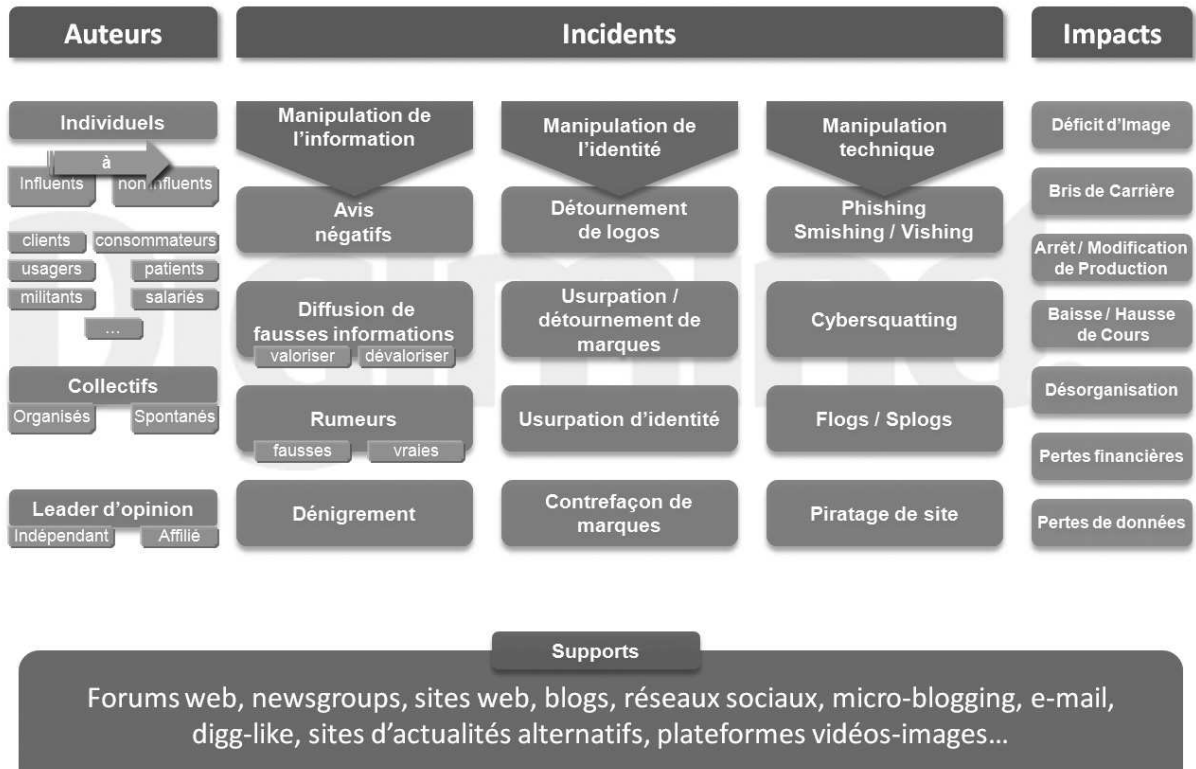 Auteurs
Incidents
Impacts
Individuels
à
Influents
non influents
clients
consommateurs
usagers
patients
militants
salariés
...
Collectifs
Organisés
Spontanés
Leader d'opinion
Indépendant
Affilié
Manipulation de
l'information
Avis
négatifs
Diffusion de
fausses informations
valoriser
dévaloriser
Rumeurs
fausses
vraies
Dénigrement
Manipulation de
l'identité
Détournement
de logos
Usurpation /
détournement de
marques
Usurpation d'identité
Contrefaçon de
marques
Manipulation
technique
Phishing
Smishing / Vishing
Cybersquatting
Flogs / Splogs
Piratage de site
Déficit d'Image
Bris de Carrière
Arrêt / Modification
de Production
Baisse / Hausse
de Cours
Désorganisation
Pertes financières
Pertes de données
Supports
Forums web, newsgroups, sites web, blogs, réseaux sociaux, micro-blogging, e-mail,
digg-like, sites d'actualités alternatifs, plateformes vidéos-images...
Digimind